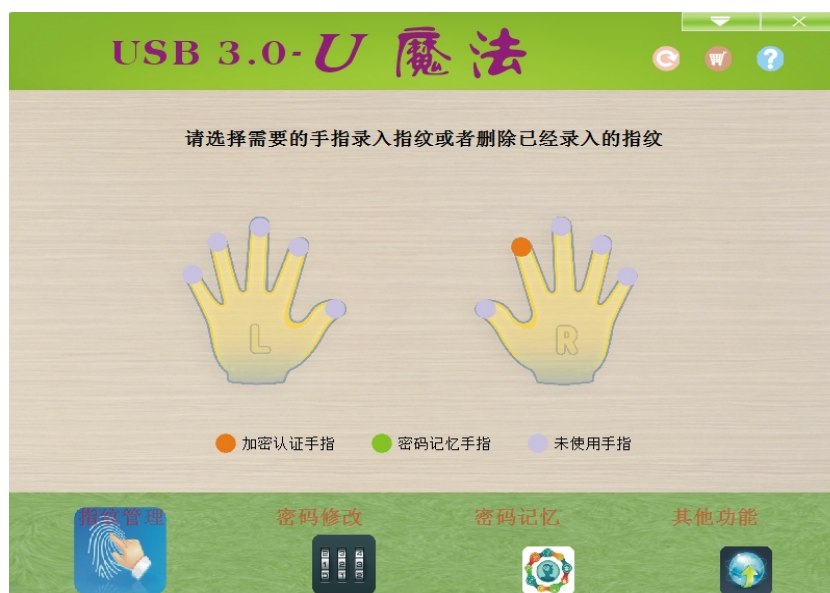 USB 3.0-U 魔法
请选择需要的手指录入指纹或者删除已经录入的指纹
L
R
加密认证手指
密码记忆手指
未使用手指
指纹管理
密码修改
密码记忆
其他功能